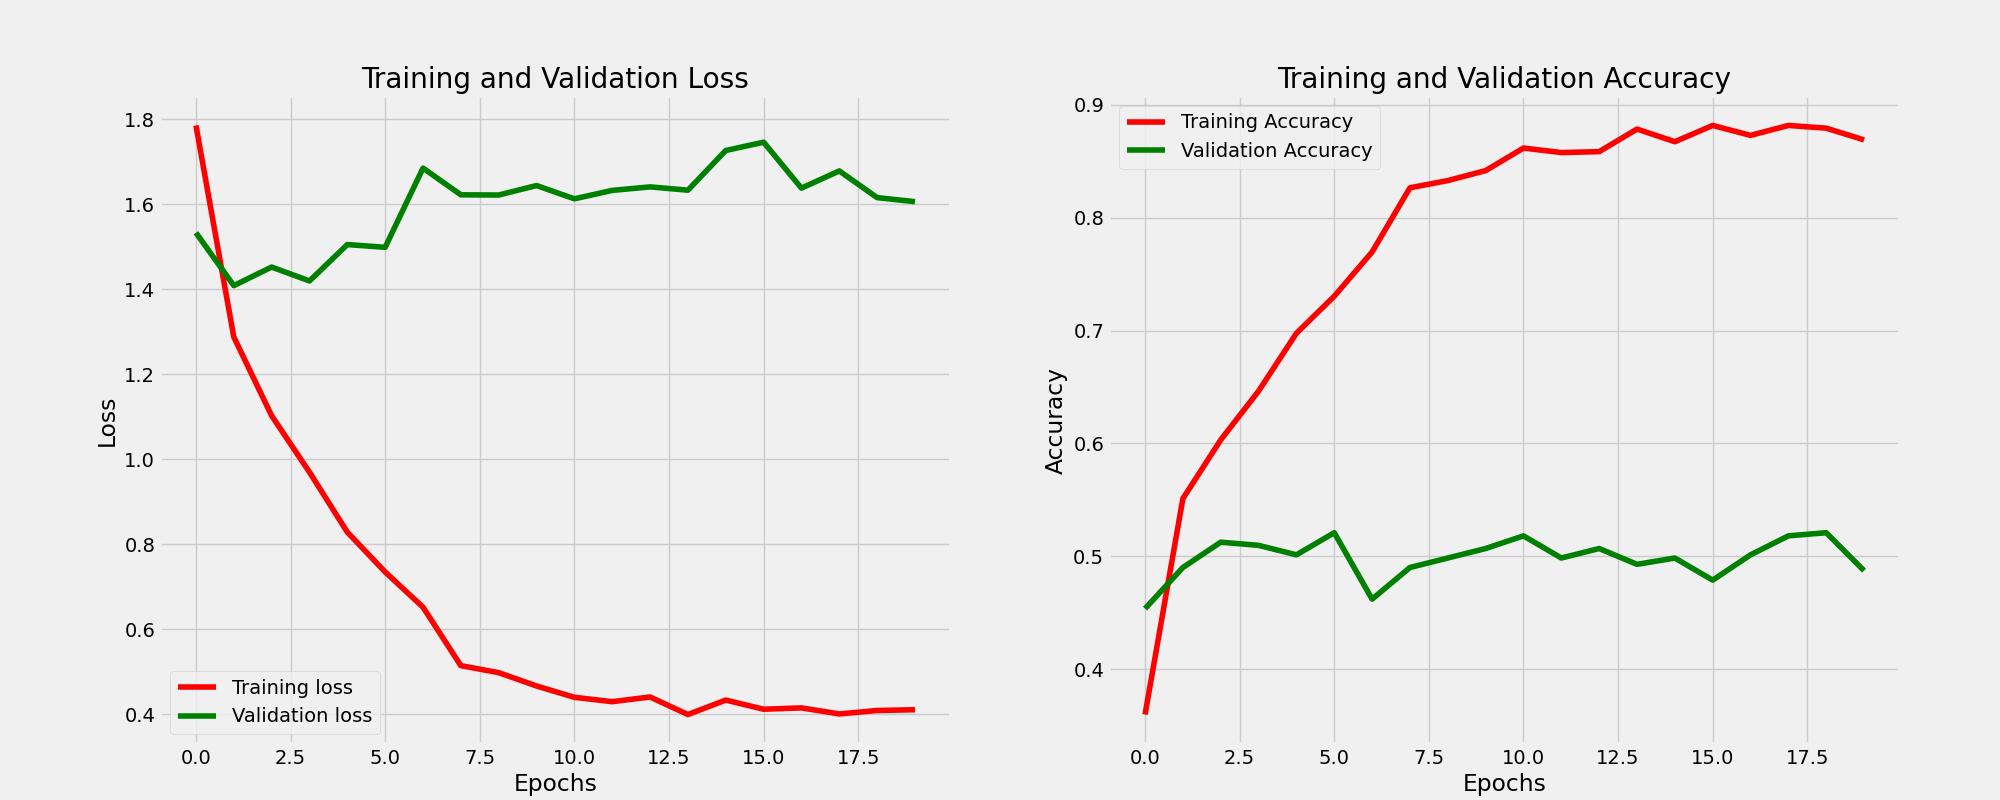 Training and Validation Loss
1.8
1.6
1.4
1.2
1.0
0.8
0.6
0.4
Loss
Training loss
Validation loss
0.0 2.5 5.0 7.5 10.0 12.5 15.0 17.5
Epochs
Training and Validation Accuracy
0.9
0.8
0.7
0.6
0.5
0.4
Accuracy
Training Accuracy
Validation Accuracy
0.0 2.5 5.0 7.5 10.0 12.5 15.0 17.5
Epochs